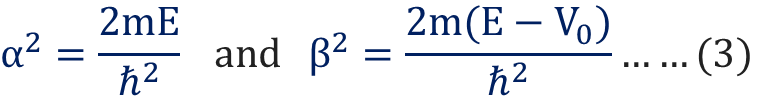 α² = 2mE/ħ² and β² = 2m(E − V₀)/ħ² … … (3)